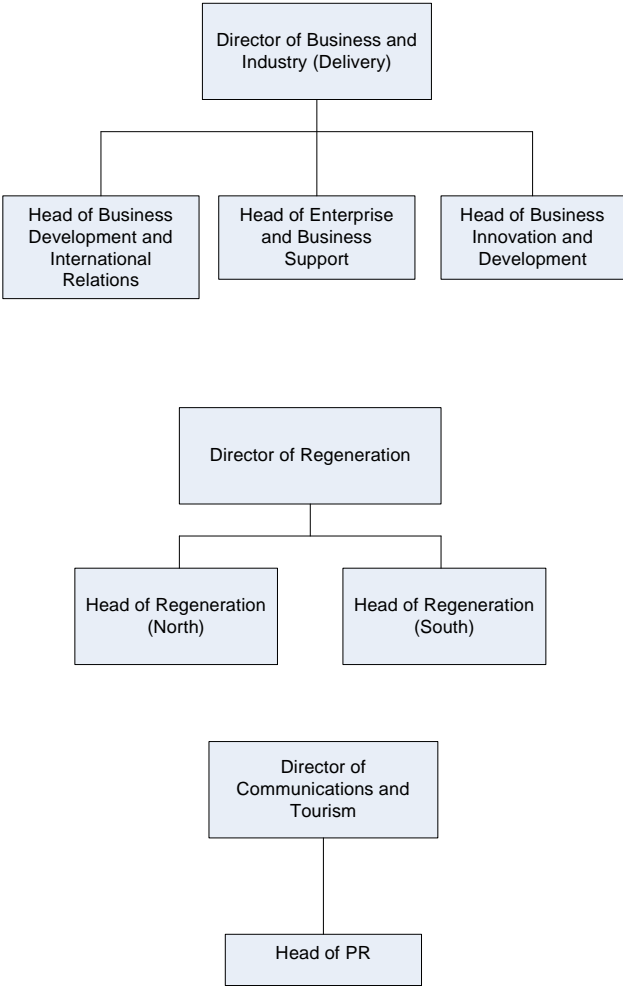 Director of Business and
Industry (Delivery)
Head of Business
Development and
International
Relations
Head of Enterprise
and Business
Support
Head of Business
Innovation and
Development
Director of Regeneration
Head of Regeneration
(North)
Head of Regeneration
(South)
Director of
Communications and
Tourism
Head of PR